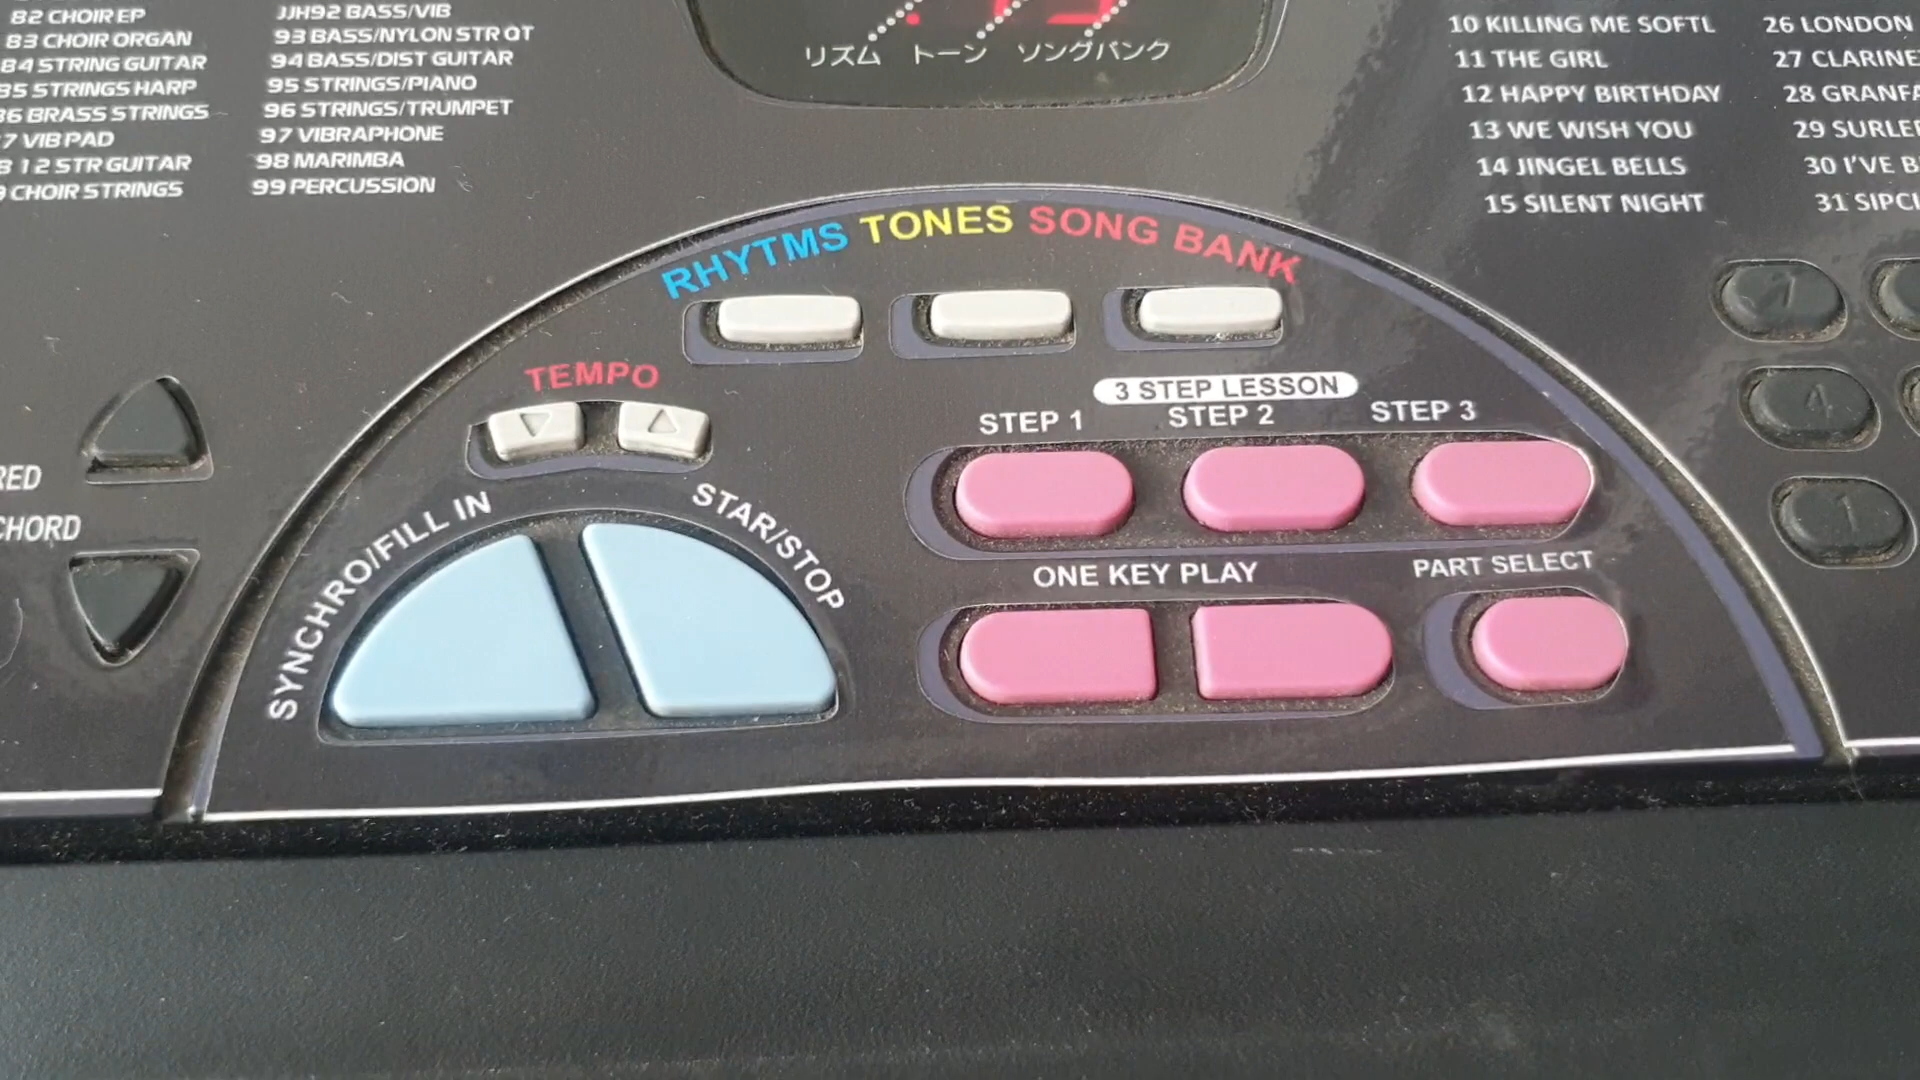 82 CHOIR EP
83 CHOIR ORGAN
84 STRING GUITAR
85 STRINGS HARP
86 BRASS STRINGS
7 VIB PAD
8 12 STR GUITAR
9 CHOIR STRINGS
JJH92 BASS/VIB
93 BASS/NYLON STR GT
94 BASS/DIST GUITAR
95 STRINGS/PIANO
96 STRINGS/TRUMPET
97 VIBRAPHONE
98 MARIMBA
99 PERCUSSION
リズム トーン ソングバンク
10 KILLING ME SOFTL
11 THE GIRL
12 HAPPY BIRTHDAY
13 WE WISH YOU
14 JINGEL BELLS
15 SILENT NIGHT
26 LONDON
27 CLARINE
28 GRANFA
29 SURLE
30 I'VE B
31 SIPCI
RHYTMS TONES SONG BANK
TEMPO
3 STEP LESSON
STEP 1 STEP 2 STEP 3
SYNCHRO/FILL IN
STAR/STOP
ONE KEY PLAY
PART SELECT
RED
CHORD
7
4
1